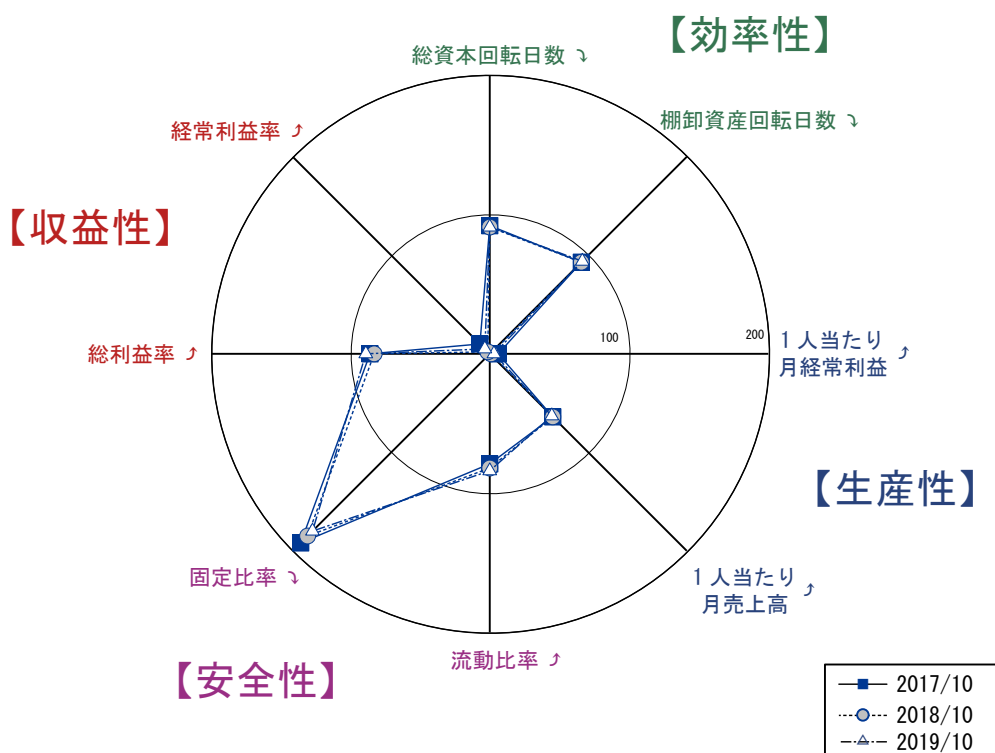 【効率性】
総資本回転日数 ⤵
棚卸資産回転日数 ⤵
経常利益率 ⤴
【収益性】
総利益率 ⤴
100
200
１人当たり
月経常利益 ⤴
【生産性】
１人当たり
月売上高 ⤴
固定比率 ⤵
流動比率 ⤴
【安全性】
2017/10
2018/10
2019/10